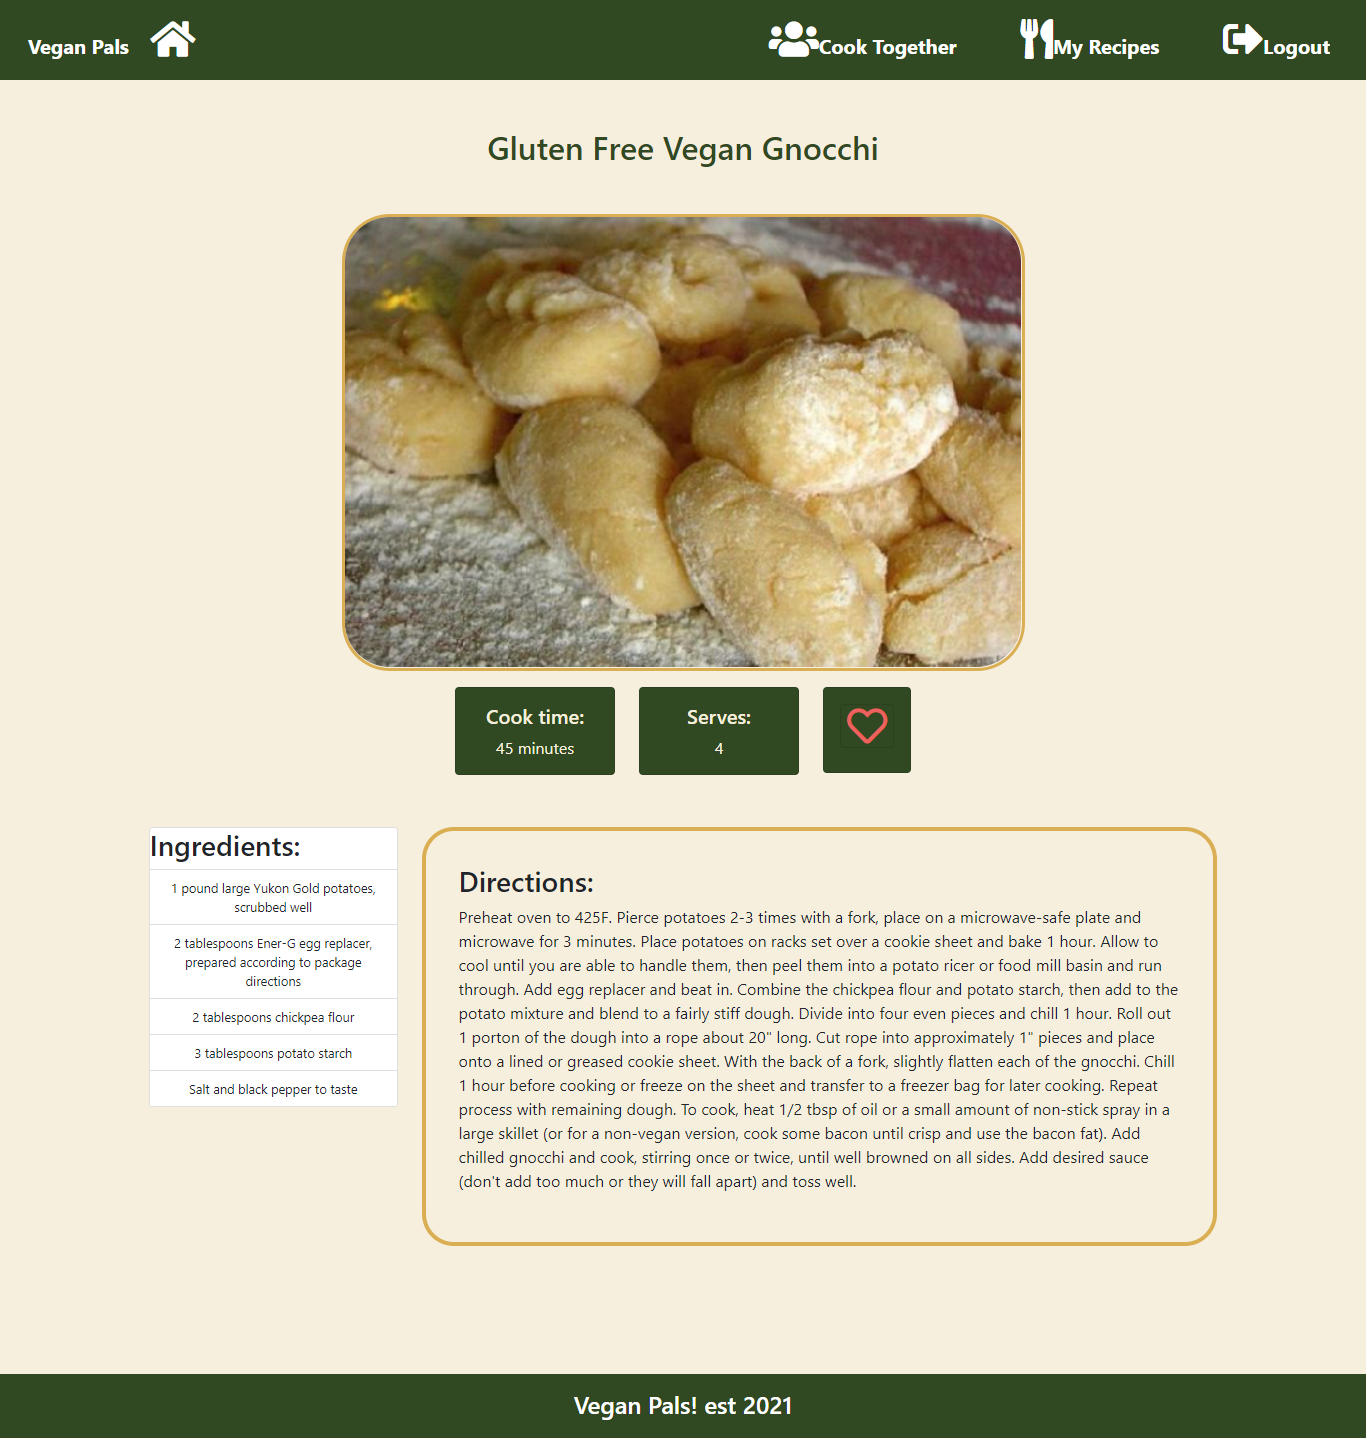 Vegan Pals
Cook Together
My Recipes
Logout
Gluten Free Vegan Gnocchi
Cook time:
45 minutes
Serves:
4
Ingredients:
1 pound large Yukon Gold potatoes,
scrubbed well
2 tablespoons Ener-G egg replacer,
prepared according to package
directions
2 tablespoons chickpea flour
3 tablespoons potato starch
Salt and black pepper to taste
Directions:
Preheat oven to 425F. Pierce potatoes 2-3 times with a fork, place on a microwave-safe plate and
microwave for 3 minutes. Place potatoes on racks set over a cookie sheet and bake 1 hour. Allow to
cool until you are able to handle them, then peel them into a potato ricer or food mill basin and run
through. Add egg replacer and beat in. Combine the chickpea flour and potato starch, then add to the
potato mixture and blend to a fairly stiff dough. Divide into four even pieces and chill 1 hour. Roll out
1 porton of the dough into a rope about 20" long. Cut rope into approximately 1" pieces and place
onto a lined or greased cookie sheet. With the back of a fork, slightly flatten each of the gnocchi. Chill
1 hour before cooking or freeze on the sheet and transfer to a freezer bag for later cooking. Repeat
process with remaining dough. To cook, heat 1/2 tbsp of oil or a small amount of non-stick spray in a
large skillet (or for a non-vegan version, cook some bacon until crisp and use the bacon fat). Add
chilled gnocchi and cook, stirring once or twice, until well browned on all sides. Add desired sauce
(don't add too much or they will fall apart) and toss well.
Vegan Pals! est 2021